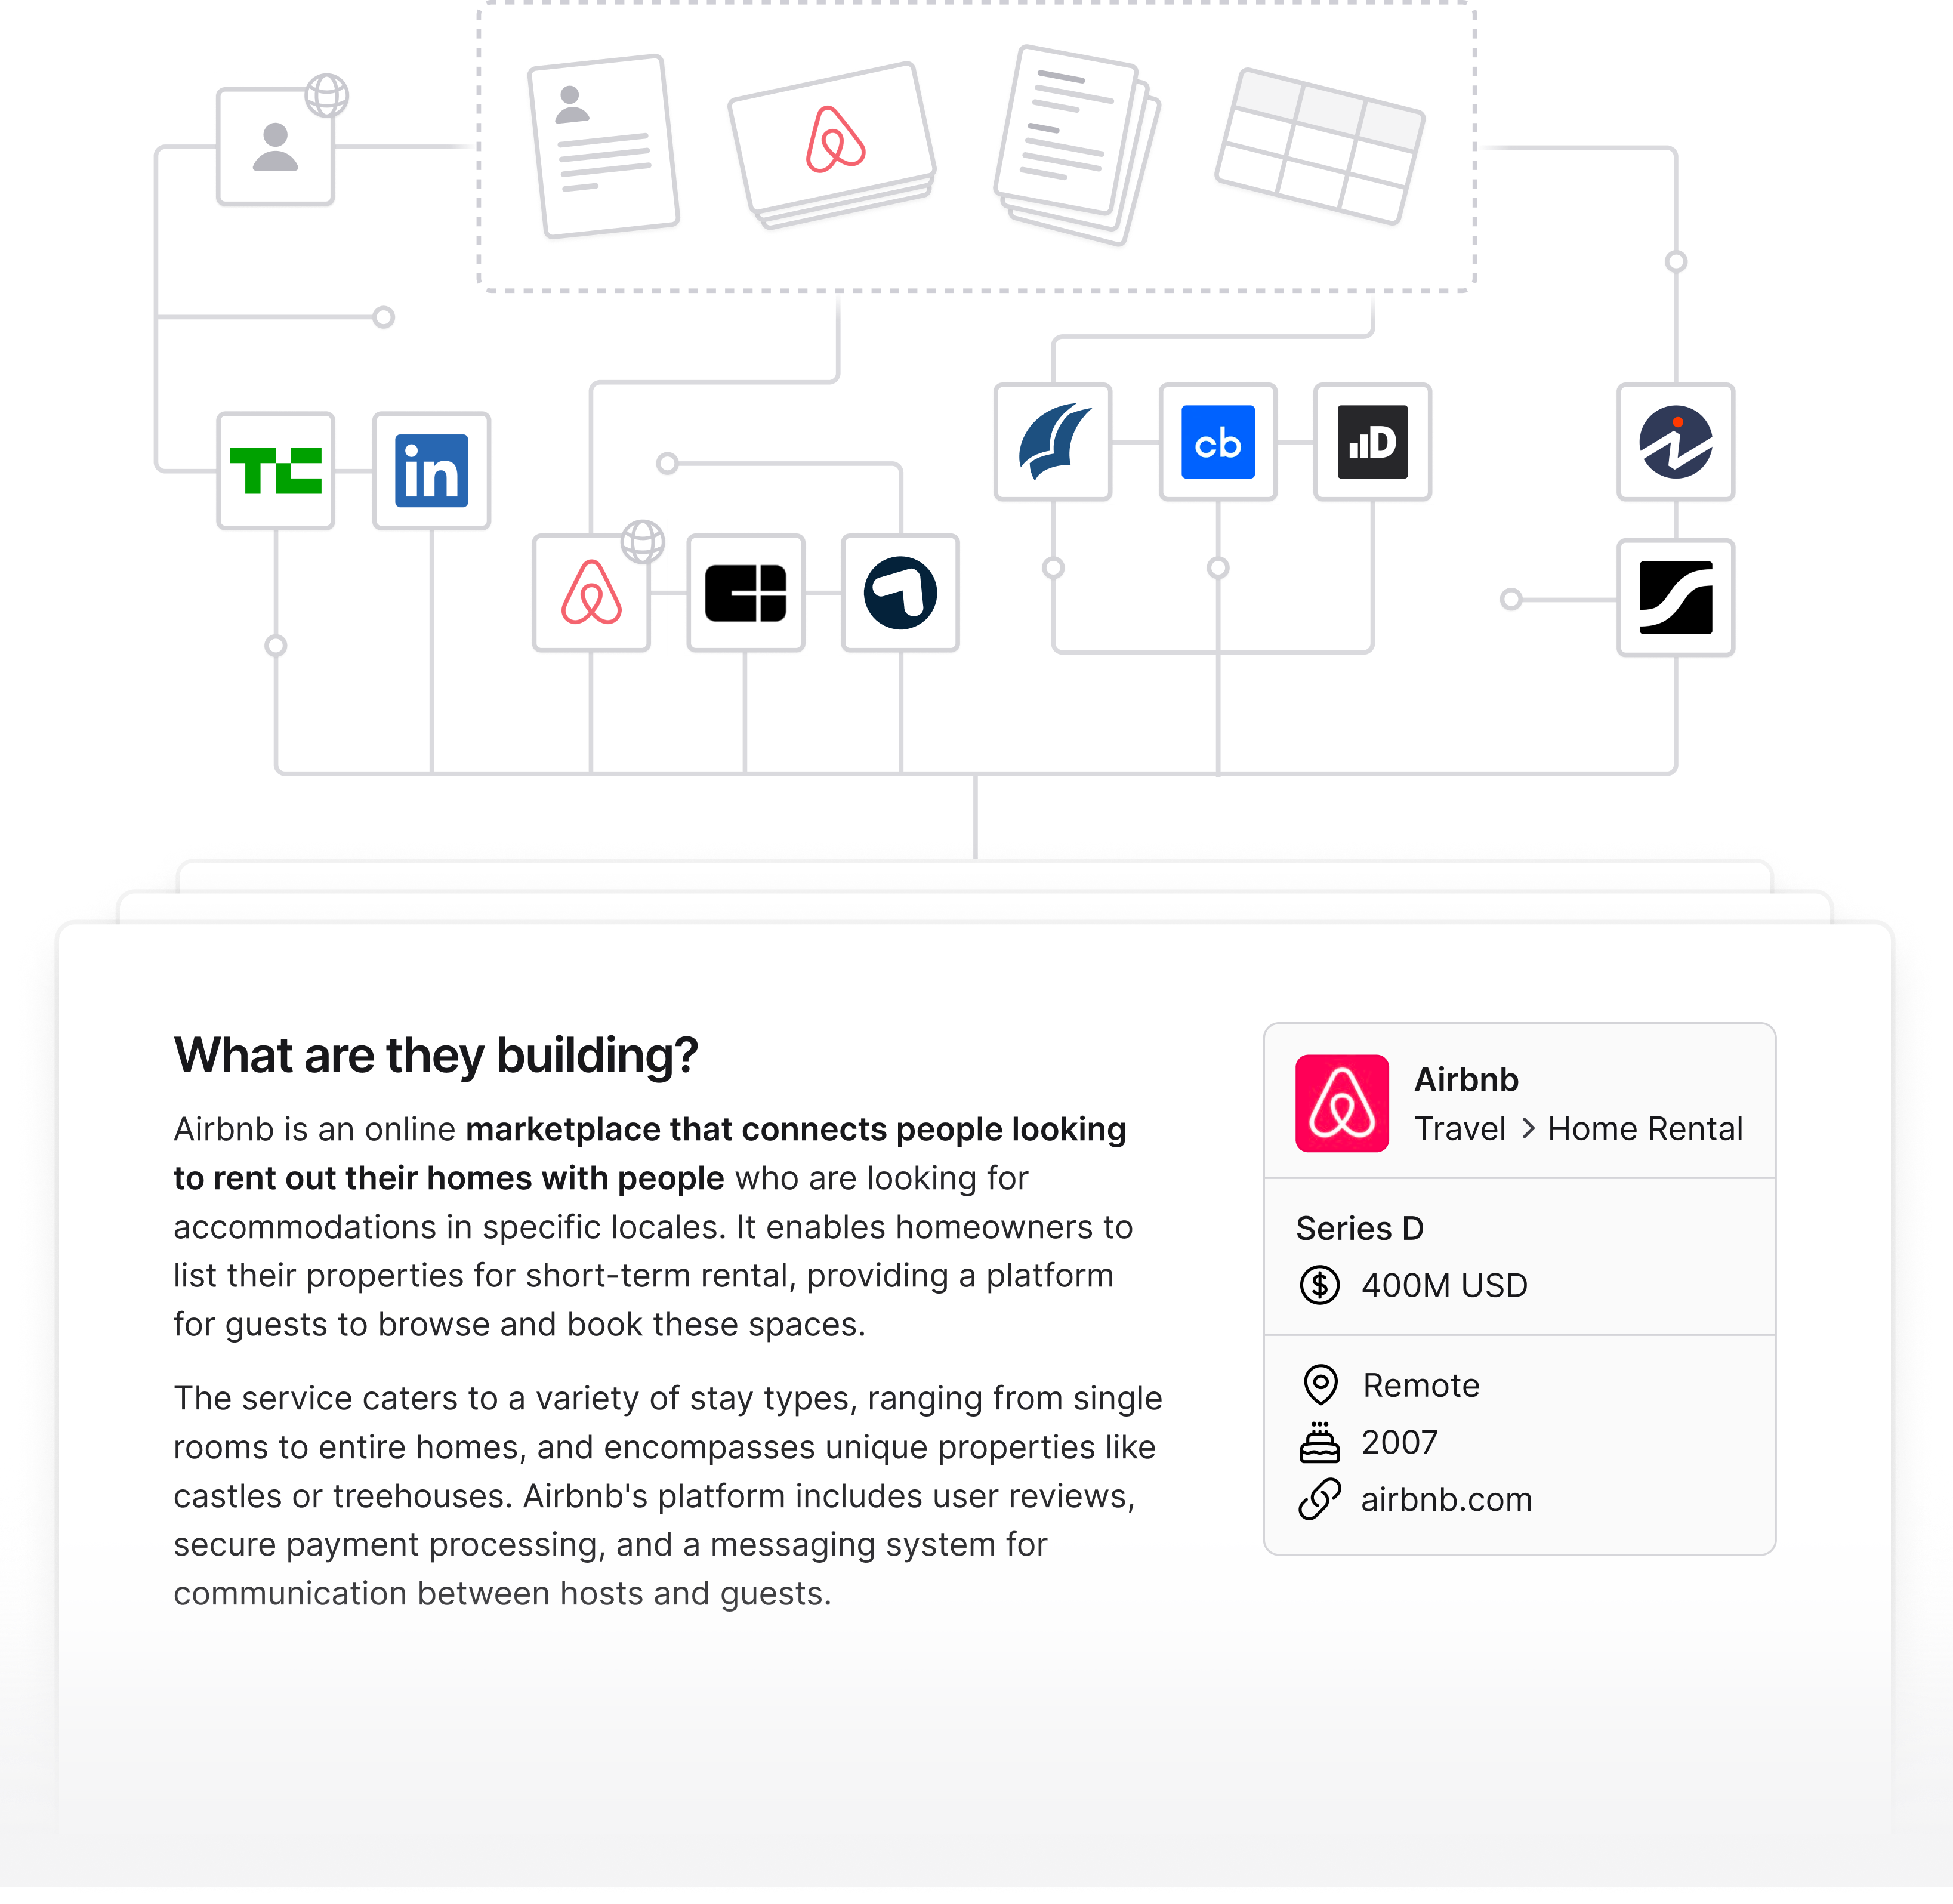 TC
in
cb
D
What are they building?
Airbnb is an online marketplace that connects people looking
to rent out their homes with people who are looking for
accommodations in specific locales. It enables homeowners to
list their properties for short-term rental, providing a platform
for guests to browse and book these spaces.
The service caters to a variety of stay types, ranging from single
rooms to entire homes, and encompasses unique properties like
castles or treehouses. Airbnb's platform includes user reviews,
secure payment processing, and a messaging system for
communication between hosts and guests.
Airbnb
Travel > Home Rental
Series D
400M USD
Remote
2007
airbnb.com